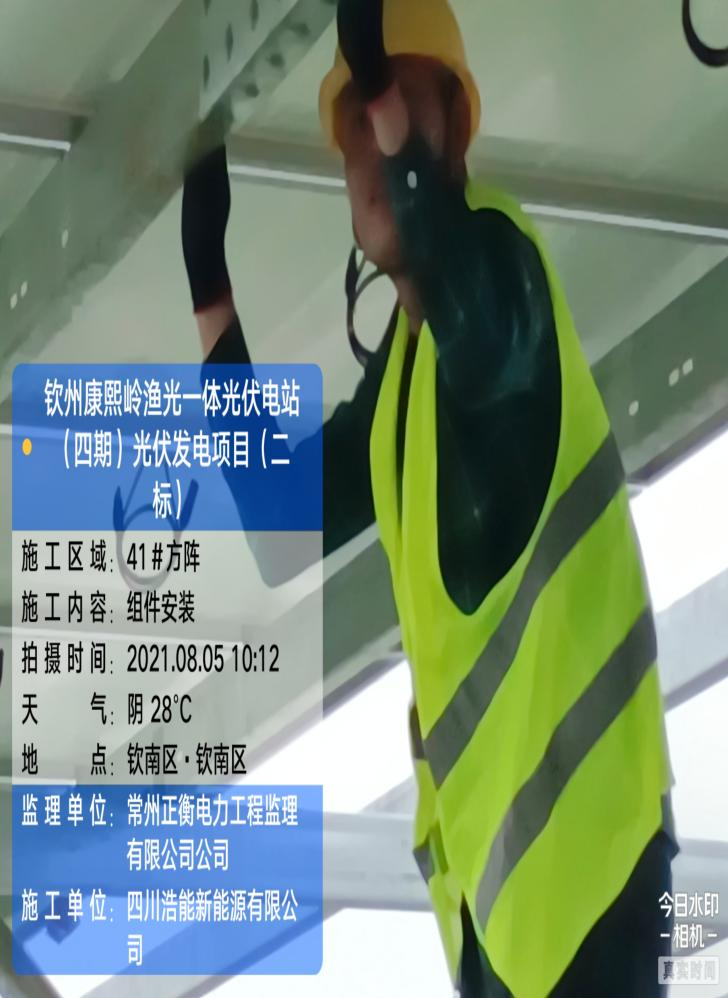 钦州康熙岭渔光一体光伏电站
（四期）光伏发电项目（二
标）
施工区域：41#方阵
施工内容：组件安装
拍摄时间：2021.08.05 10:12
天气：阴 28℃
地点：钦南区·钦南区
监理单位：常州正衡电力工程监理
有限公司公司
施工单位：四川浩能新能源有限公
司
今日水印
-相机-
真实时间